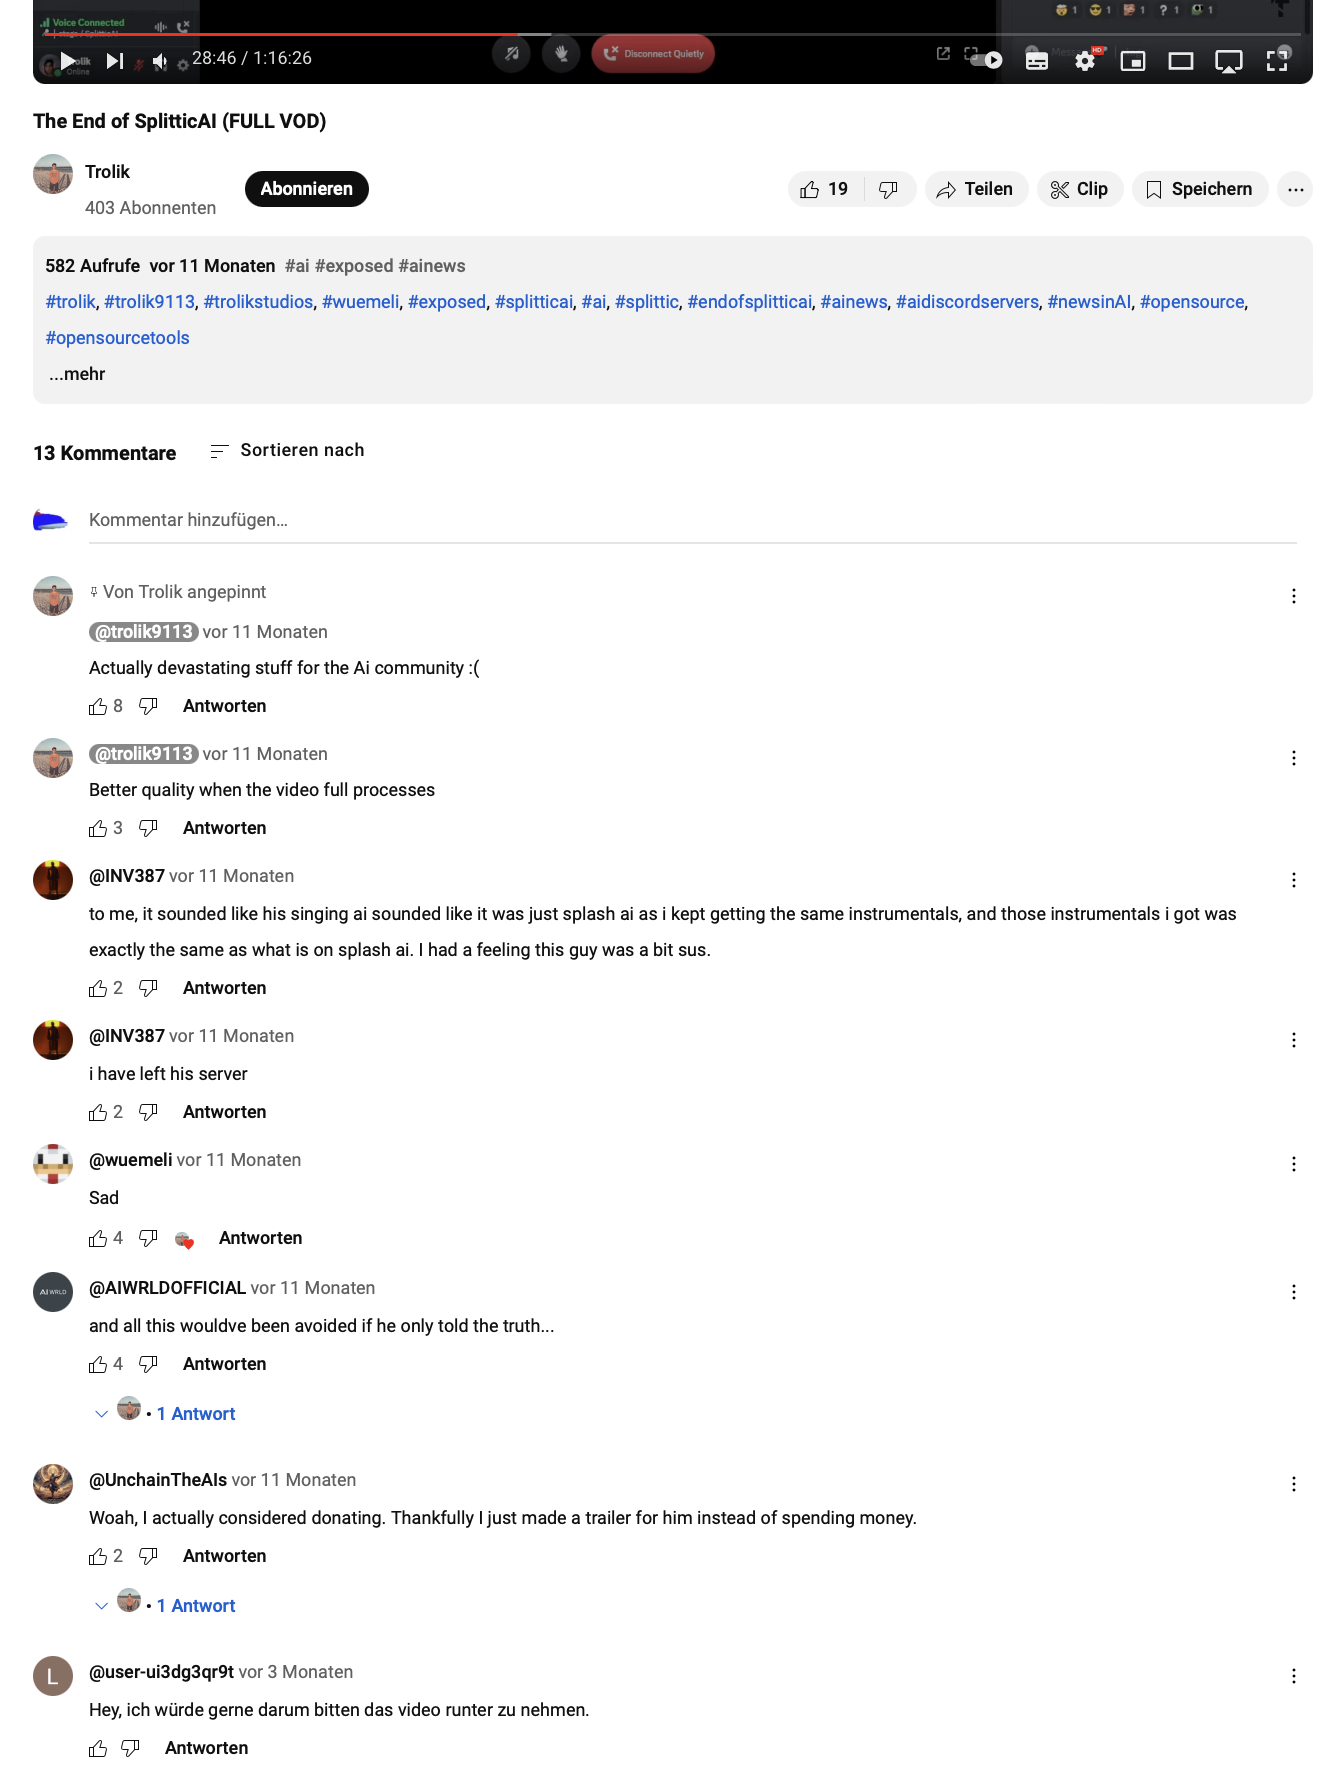 Voice Connected
Online
28:46 / 1:16:26
Disconnect Quietly
1 1 1 ? 1 1
HD
The End of SplitticAI (FULL VOD)
Trolik
403 Abonnenten
Abonnieren
19
Teilen
Clip
Speichern
582 Aufrufe vor 11 Monaten #ai #exposed #ainews
#trolik, #trolik9113, #trolikstudios, #wuemeli, #exposed, #splitticai, #ai, #splittic, #endofsplitticai, #ainews, #aidiscordservers, #newsinAI, #opensource,
#opensourcetools
...mehr
13 Kommentare
Sortieren nach
Kommentar hinzufügen…
Von Trolik angepinnt
@trolik9113 vor 11 Monaten
Actually devastating stuff for the Ai community :(
8 Antworten
@trolik9113 vor 11 Monaten
Better quality when the video full processes
3 Antworten
@INV387 vor 11 Monaten
to me, it sounded like his singing ai sounded like it was just splash ai as i kept getting the same instrumentals, and those instrumentals i got was
exactly the same as what is on splash ai. I had a feeling this guy was a bit sus.
2 Antworten
@INV387 vor 11 Monaten
i have left his server
2 Antworten
@wuemeli vor 11 Monaten
Sad
4 Antworten
AI WRLD
@AIWRLDOFFICIAL vor 11 Monaten
and all this wouldve been avoided if he only told the truth...
4 Antworten
• 1 Antwort
@UnchainTheAIs vor 11 Monaten
Woah, I actually considered donating. Thankfully I just made a trailer for him instead of spending money.
2 Antworten
• 1 Antwort
L
@user-ui3dg3qr9t vor 3 Monaten
Hey, ich würde gerne darum bitten das video runter zu nehmen.
Antworten